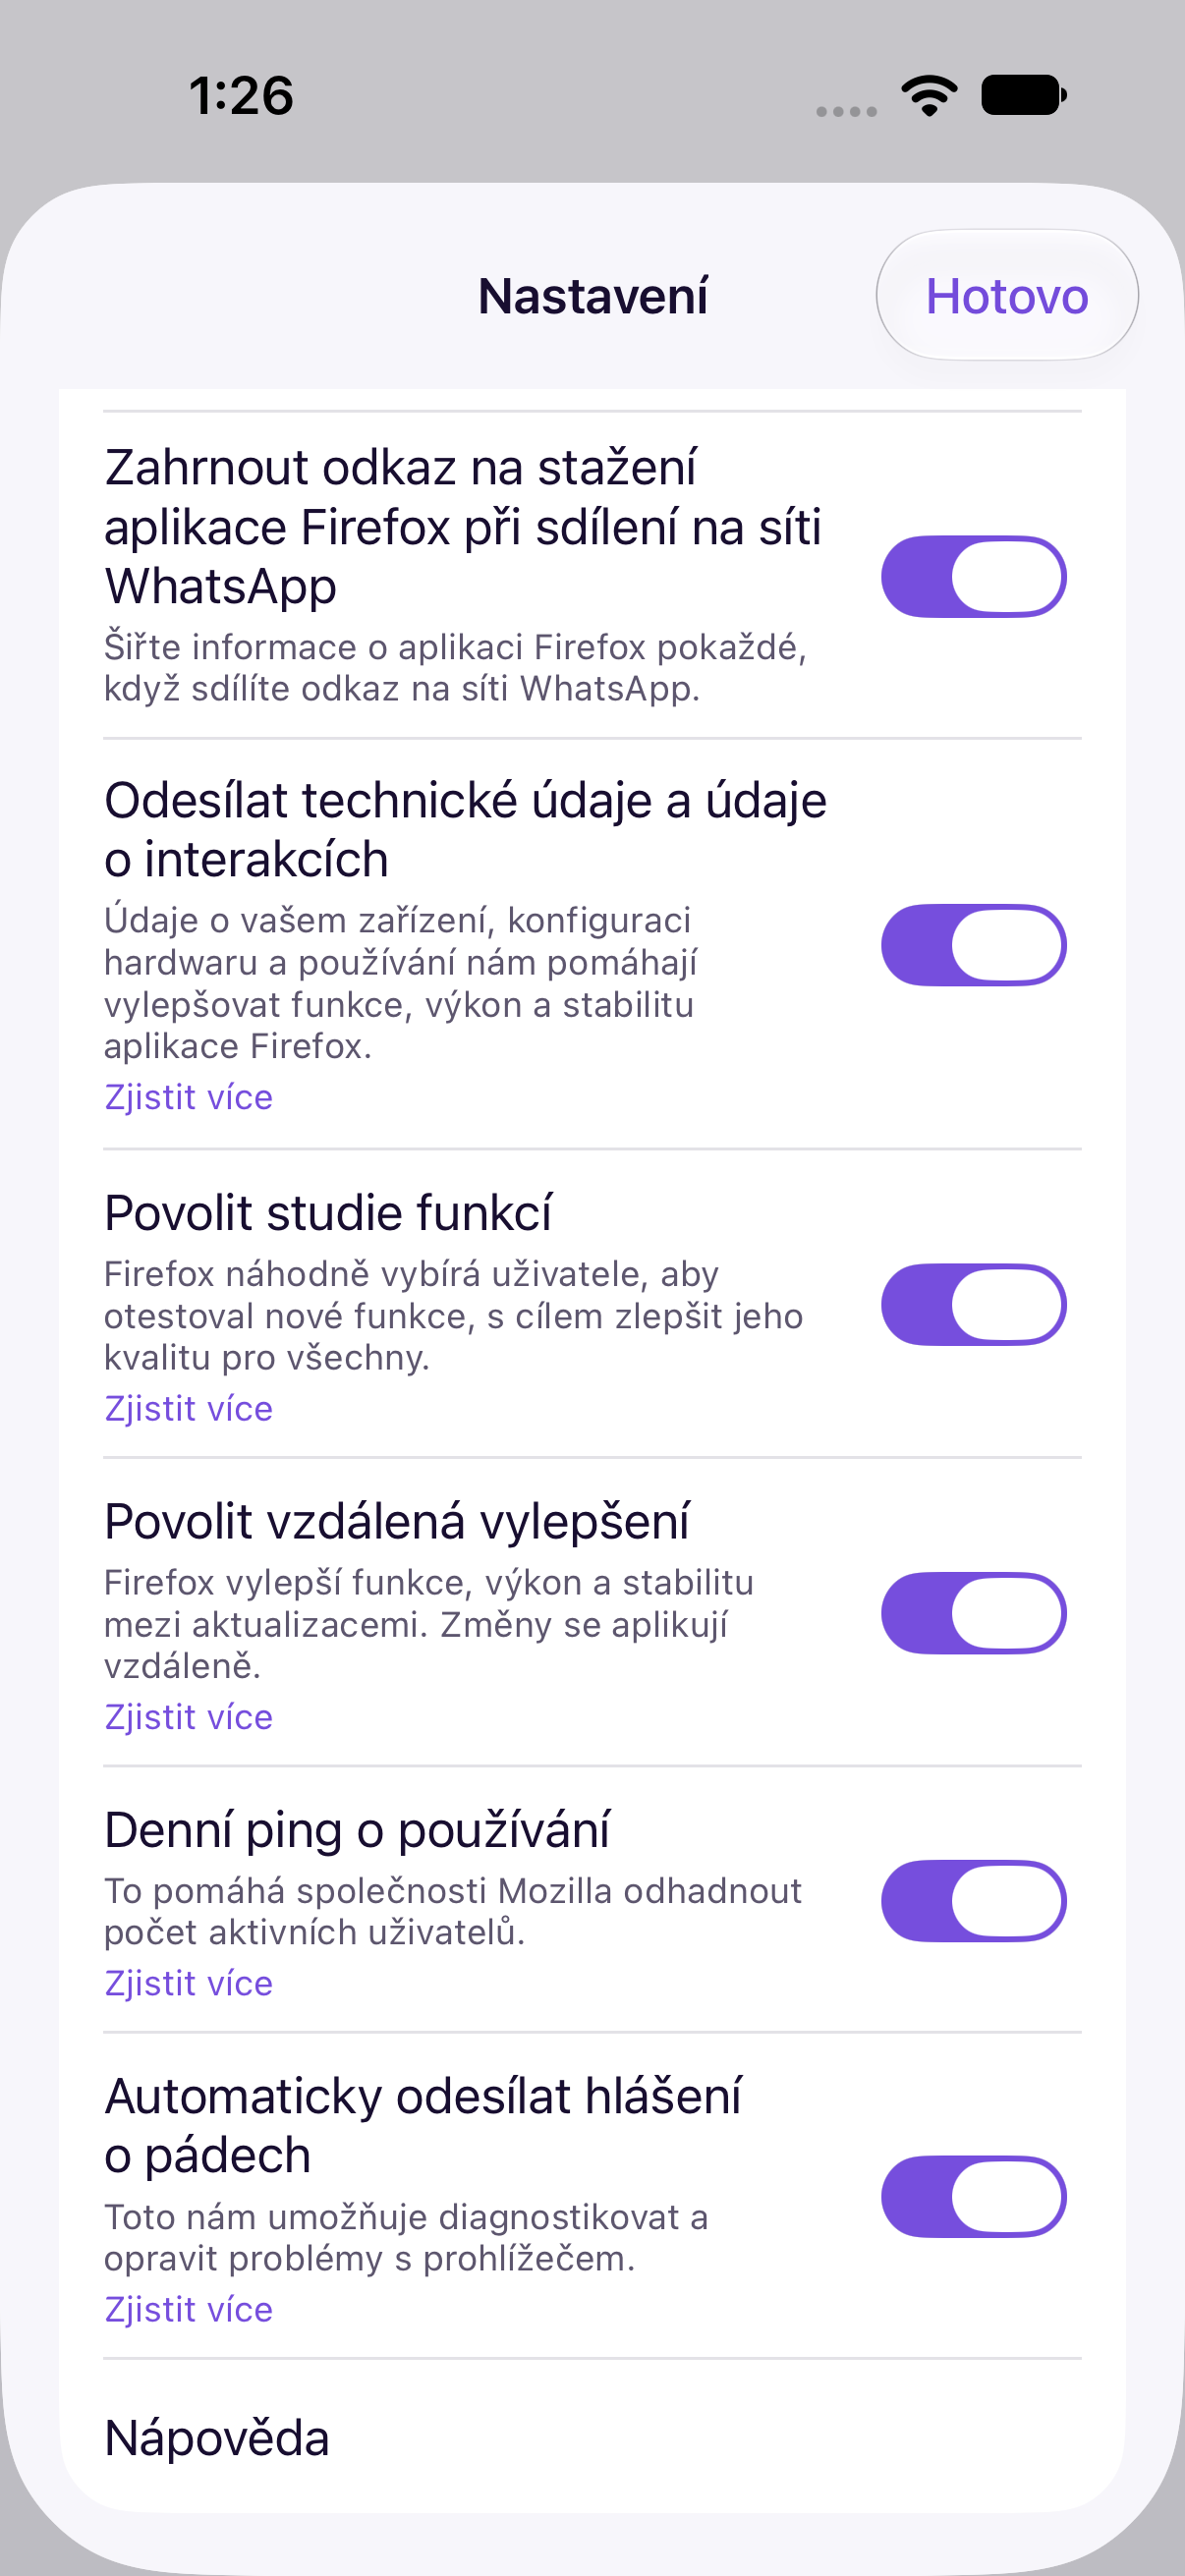 1:26
Nastavení
Hotovo
Zahrnout odkaz na stažení
aplikace Firefox při sdílení na síti
WhatsApp
Šiřte informace o aplikaci Firefox pokaždé,
když sdílíte odkaz na síti WhatsApp.
Odesílat technické údaje a údaje
o interakcích
Údaje o vašem zařízení, konfiguraci
hardwaru a používání nám pomáhají
vylepšovat funkce, výkon a stabilitu
aplikace Firefox.
Zjistit více
Povolit studie funkcí
Firefox náhodně vybírá uživatele, aby
otestoval nové funkce, s cílem zlepšit jeho
kvalitu pro všechny.
Zjistit více
Povolit vzdálená vylepšení
Firefox vylepší funkce, výkon a stabilitu
mezi aktualizacemi. Změny se aplikují
vzdáleně.
Zjistit více
Denní ping o používání
To pomáhá společnosti Mozilla odhadnout
počet aktivních uživatelů.
Zjistit více
Automaticky odesílat hlášení
o pádech
Toto nám umožňuje diagnostikovat a
opravit problémy s prohlížečem.
Zjistit více
Nápověda